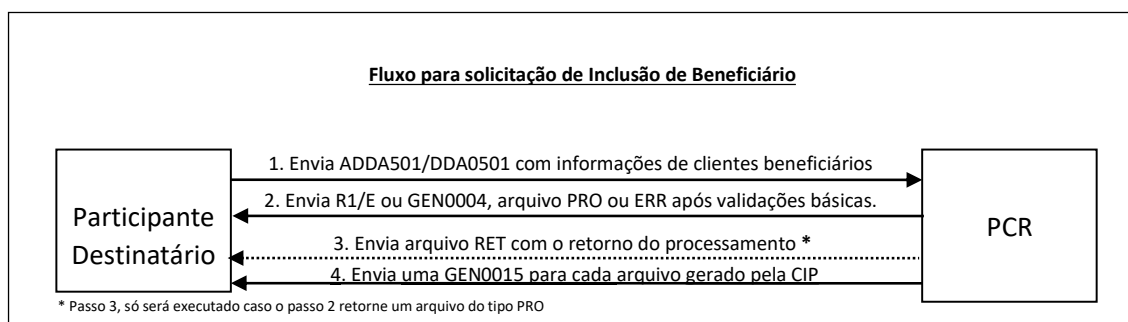 Fluxo para solicitação de Inclusão de Beneficiário
1. Envia ADDA501/DDA0501 com informações de clientes beneficiários
2. Envia R1/E ou GEN0004, arquivo PRO ou ERR após validações básicas.
Participante
Destinatário
PCR
3. Envia arquivo RET com o retorno do processamento *
4. Envia uma GEN0015 para cada arquivo gerado pela CIP
* Passo 3, só será executado caso o passo 2 retorne um arquivo do tipo PRO